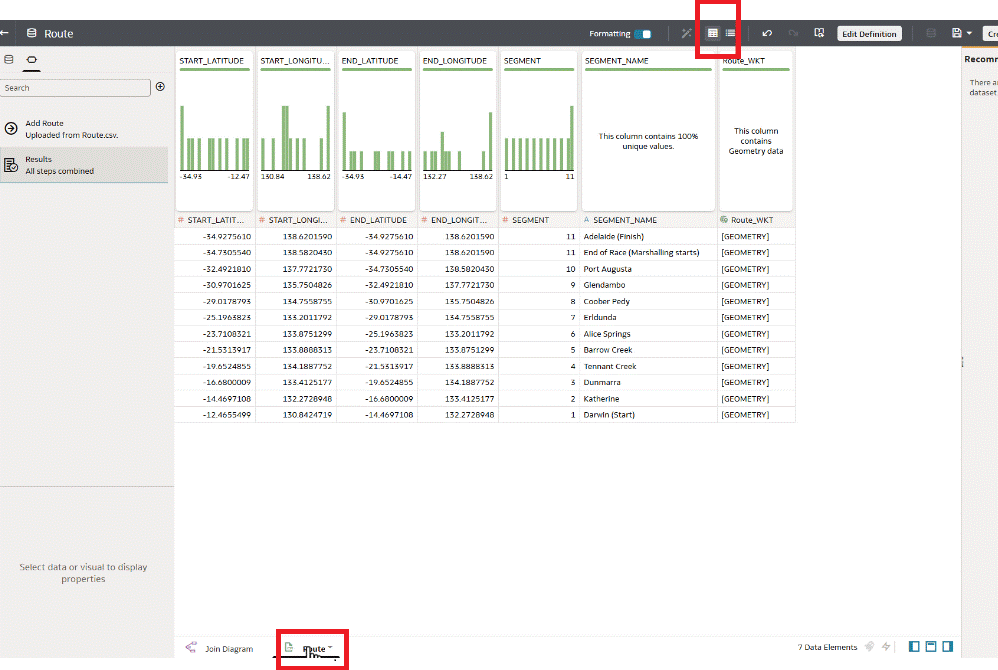 Route
Formatting
Edit Definition
Search
Add Route
Uploaded from Route.csv.
Results
All steps combined
Select data or visual to display
properties
START_LATITUDE START_LONGITU... END_LATITUDE END_LONGITUDE SEGMENT SEGMENT_NAME Route_WKT
This column contains 100%
unique values.
This column
contains
Geometry data
-34.93 -12.47 130.84 138.62 -34.93 -14.47 132.27 138.62 1 11
# START_LATIT... # START_LONGI... # END_LATITUDE # END_LONGIT... # SEGMENT A SEGMENT_NAME Route_WKT
-34.9275610 138.6201590 -34.9275610 138.6201590 11 Adelaide (Finish) [GEOMETRY]
-34.7305540 138.5820430 -34.9275610 138.6201590 11 End of Race (Marshalling starts) [GEOMETRY]
-32.4921810 137.7721730 -34.7305540 138.5820430 10 Port Augusta [GEOMETRY]
-30.9701625 135.7504826 -32.4921810 137.7721730 9 Glendambo [GEOMETRY]
-29.0178793 134.7558755 -30.9701625 135.7504826 8 Coober Pedy [GEOMETRY]
-25.1963823 133.2011792 -29.0178793 134.7558755 7 Erldunda [GEOMETRY]
-23.7108321 133.8751299 -25.1963823 133.2011792 6 Alice Springs [GEOMETRY]
-21.5313917 133.8888313 -23.7108321 133.8751299 5 Barrow Creek [GEOMETRY]
-19.6524855 134.1887752 -21.5313917 133.8888313 4 Tennant Creek [GEOMETRY]
-16.6800009 133.4125177 -19.6524855 134.1887752 3 Dunmarra [GEOMETRY]
-14.4697108 132.2728948 -16.6800009 133.4125177 2 Katherine [GEOMETRY]
-12.4655499 130.8424719 -14.4697108 132.2728948 1 Darwin (Start) [GEOMETRY]
There
dataset.
Join Diagram
Route
7 Data Elements